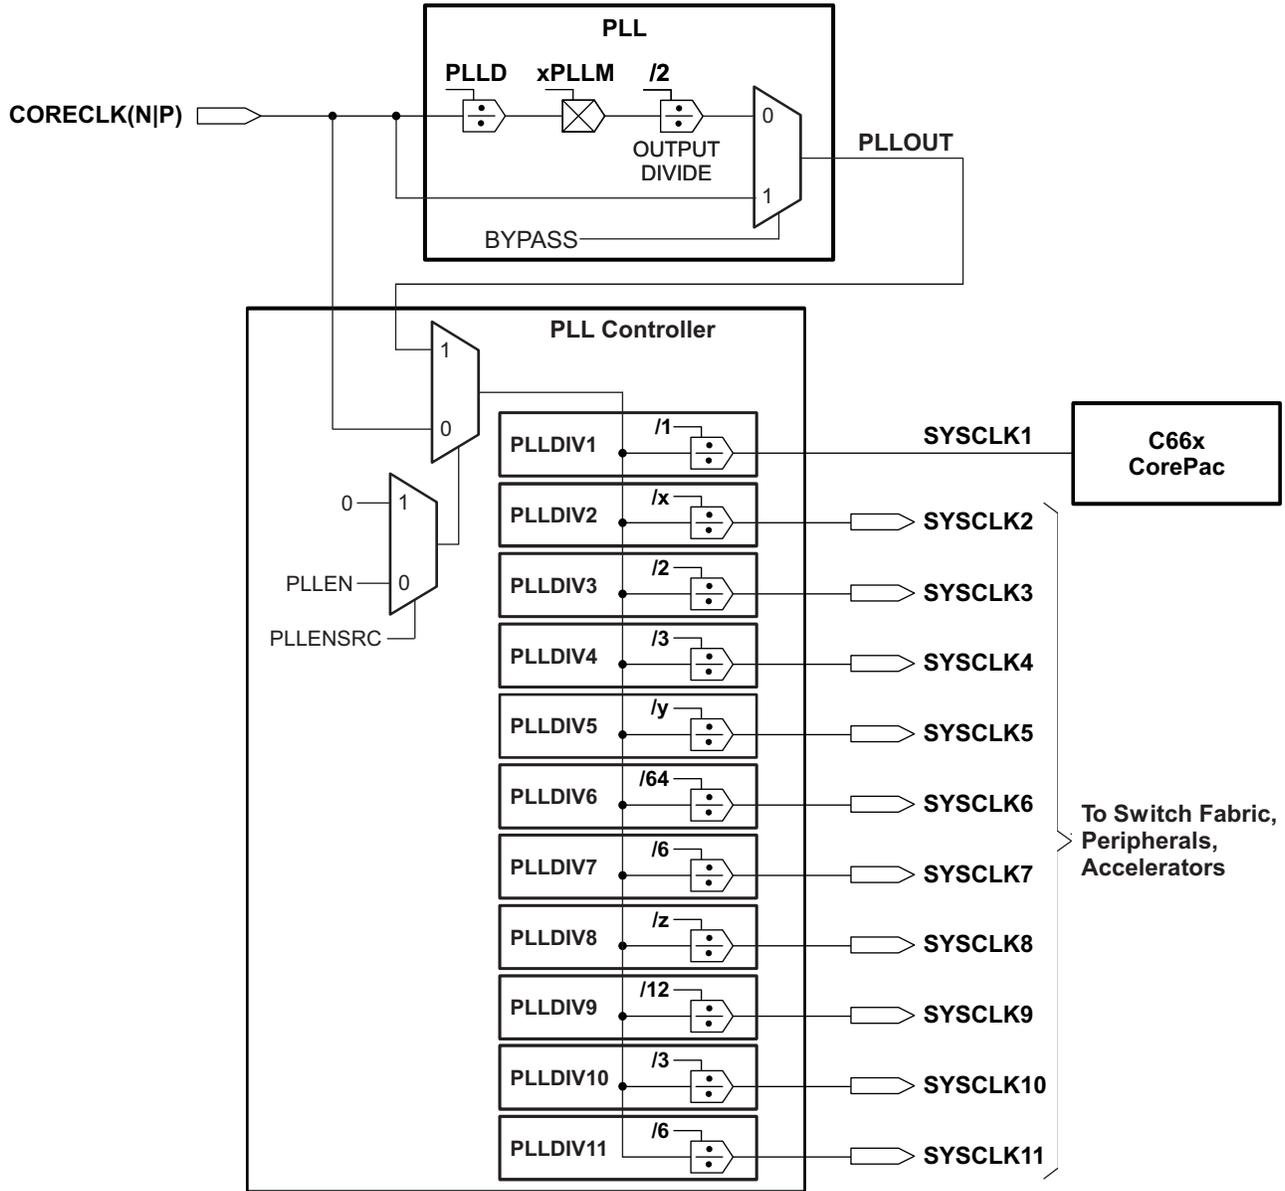 PLL
PLLD xPLLM /2
CORECLK(N|P)
0
OUTPUT
DIVIDE
PLLOUT
1
BYPASS
PLL Controller
1
0
/1
PLLDIV1
SYSCLK1
C66x
CorePac
0
1
PLLEN
0
PLLENSRC
/x
PLLDIV2
SYSCLK2
/2
PLLDIV3
SYSCLK3
/3
PLLDIV4
SYSCLK4
/y
PLLDIV5
SYSCLK5
/64
PLLDIV6
SYSCLK6
To Switch Fabric,
Peripherals,
Accelerators
/6
PLLDIV7
SYSCLK7
/z
PLLDIV8
SYSCLK8
/12
PLLDIV9
SYSCLK9
/3
PLLDIV10
SYSCLK10
/6
PLLDIV11
SYSCLK11